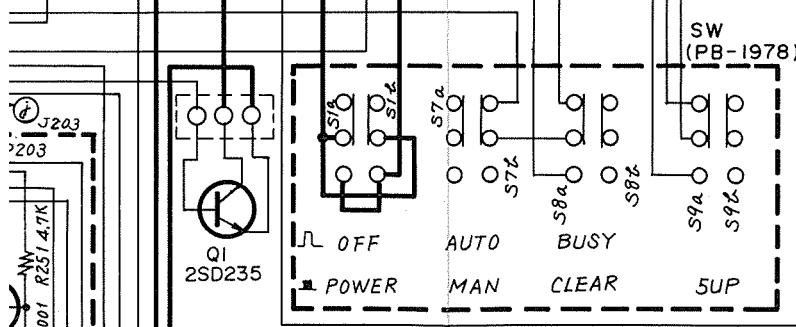 SW
(PB-1978)
S1a
S1b
S7a
j
J203
P203
S7b
S8a
S8b
S9a
S9b
R251 4.7K
Q1
2SD235
OFF AUTO BUSY
POWER MAN CLEAR 5UP
001